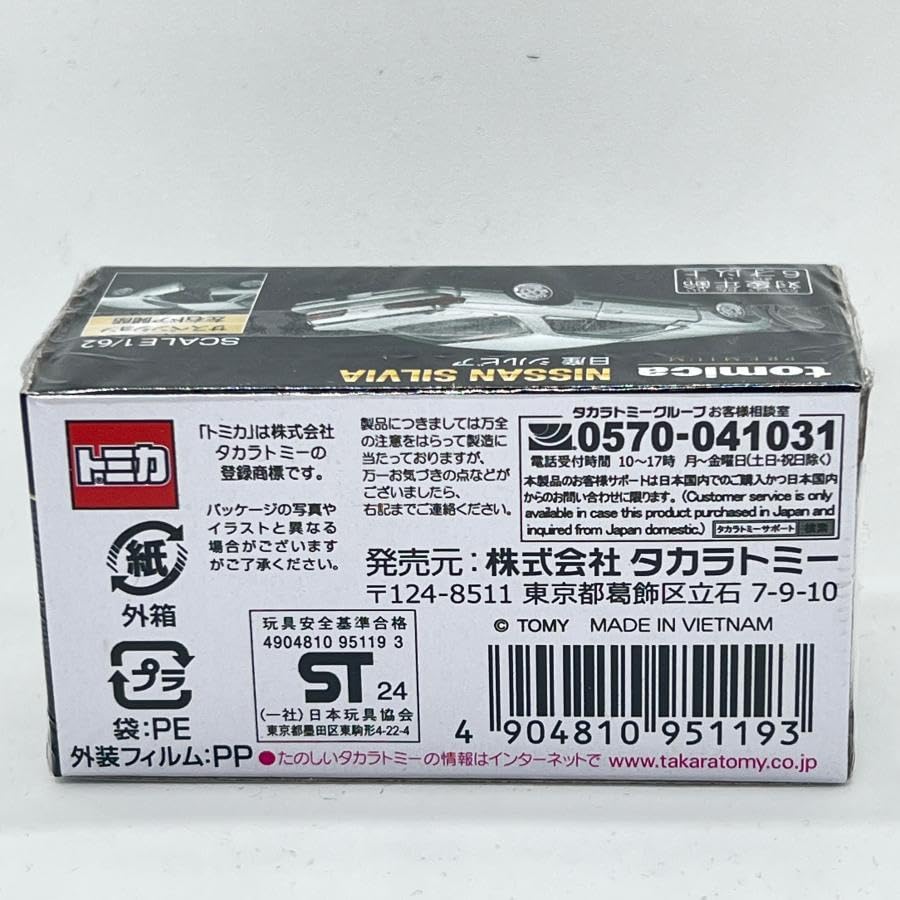 対象年齢
6才以上
tomica
PREMIUM
NISSAN SILVIA
日産 シルビア
SCALE1/62
サスペンション
左右ドア開閉
トミカ
「トミカ」は株式会社
タカラトミーの
登録商標です。
パッケージの写真や
イラストと異なる
場合がございます
がご了承ください。
製品につきましては万全
の注意をはらって製造に
当たっておりますが、
万一お気づきの点などが
ございましたら、
右記までご連絡ください。
タカラトミーグループ お客様相談室
0570-041031
電話受付時間 10〜17時 月〜金曜日(土日・祝日除く)
本製品のお客様サポートは日本国内でのご購入かつ日本国内
からのお問い合わせに限ります。(Customer service is only
available in case this product purchased in Japan and
inquired from Japan domestic.)
タカラトミーサポート 検索
発売元:株式会社 タカラトミー
〒124-8511 東京都葛飾区立石 7-9-10
© TOMY MADE IN VIETNAM
紙
外箱
プラ
袋:PE
外装フィルム:PP
玩具安全基準合格
4904810 95119 3
ST 24
(一社)日本玩具協会
東京都墨田区東駒形4-22-4
4 904810 951193
●たのしいタカラトミーの情報はインターネットで www.takaratomy.co.jp